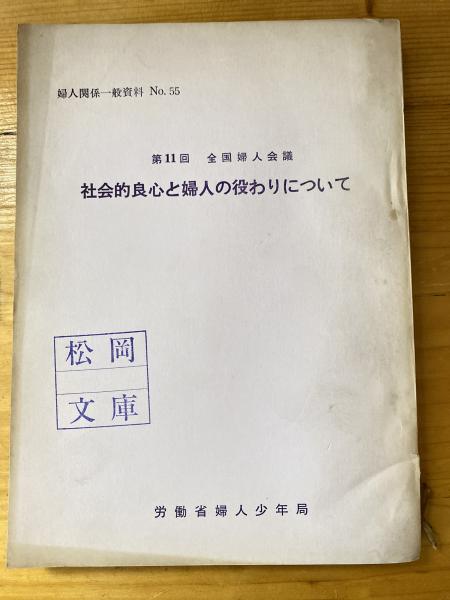 婦人関係一般資料 No.55
第11回 全国婦人会議
社会的良心と婦人の役わりについて
松岡
文庫
労働省婦人少年局